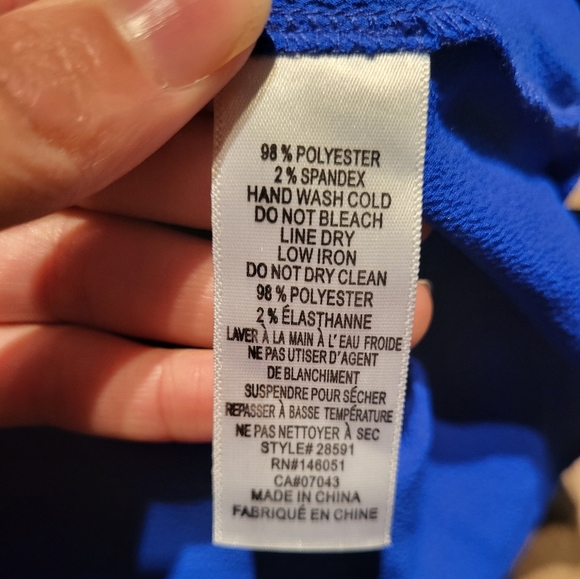 98 % POLYESTER
2 % SPANDEX
HAND WASH COLD
DO NOT BLEACH
LINE DRY
LOW IRON
DO NOT DRY CLEAN
98 % POLYESTER
2 % ÉLASTHANNE
LAVER À LA MAIN À L'EAU FROIDE
NE PAS UTISER D'AGENT
DE BLANCHIMENT
SUSPENDRE POUR SÉCHER
REPASSER À BASSE TEMPÉRATURE
NE PAS NETTOYER À SEC
STYLE# 28591
RN#146051
CA#07043
MADE IN CHINA
FABRIQUÉ EN CHINE